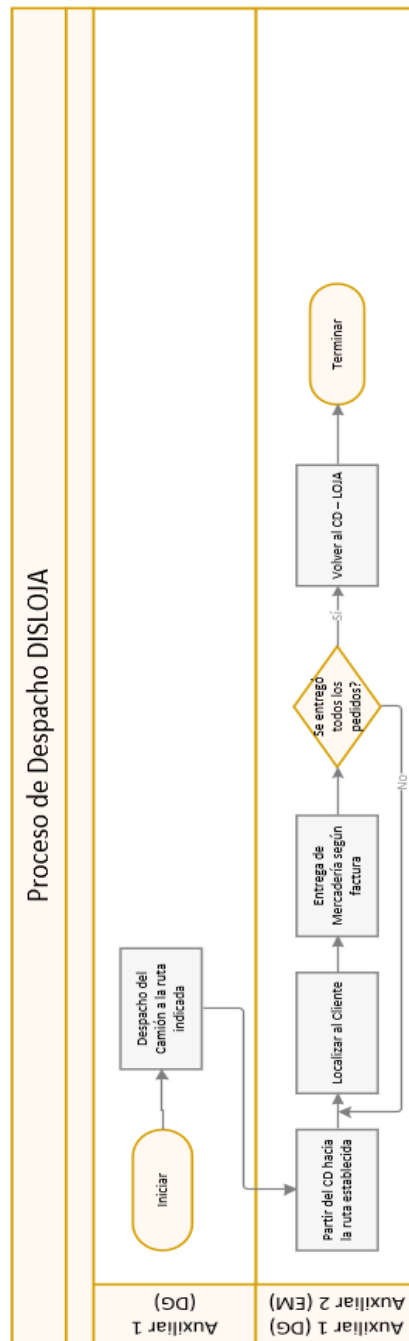 Proceso de Despacho DISLOJA
Auxiliar 1
(DG)
Iniciar
Despacho del
Camión a la ruta
indicada
Auxiliar 1 (DG)
Auxiliar 2 (EM)
Partir del CD hacia
la ruta establecida
Localizar al Cliente
Entrega de
Mercadería según
factura
Se entregó
todos los
pedidos?
Sí
No
Volver al CD – LOJA
Terminar